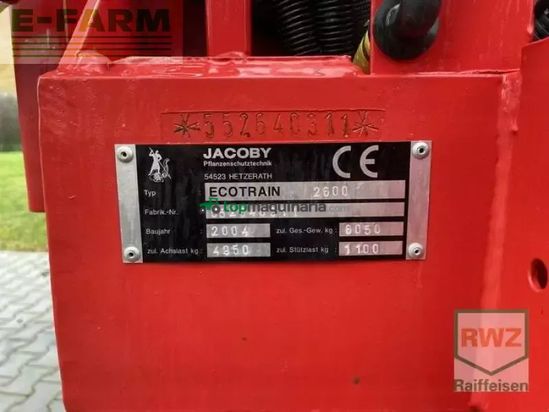 E-FARM
*552640311*
JACOBY
Pflanzenschutztechnik
CE
54523 HETZERATH
Typ ECOTRAIN 2600
topmaquinaria.com
Fabrik.-Nr.
Baujahr 2004 zul. Ges.-Gew. kg 6050
zul. Achslast kg 4950 zul. Stützlast kg 1100
RWZ
Raiffeisen